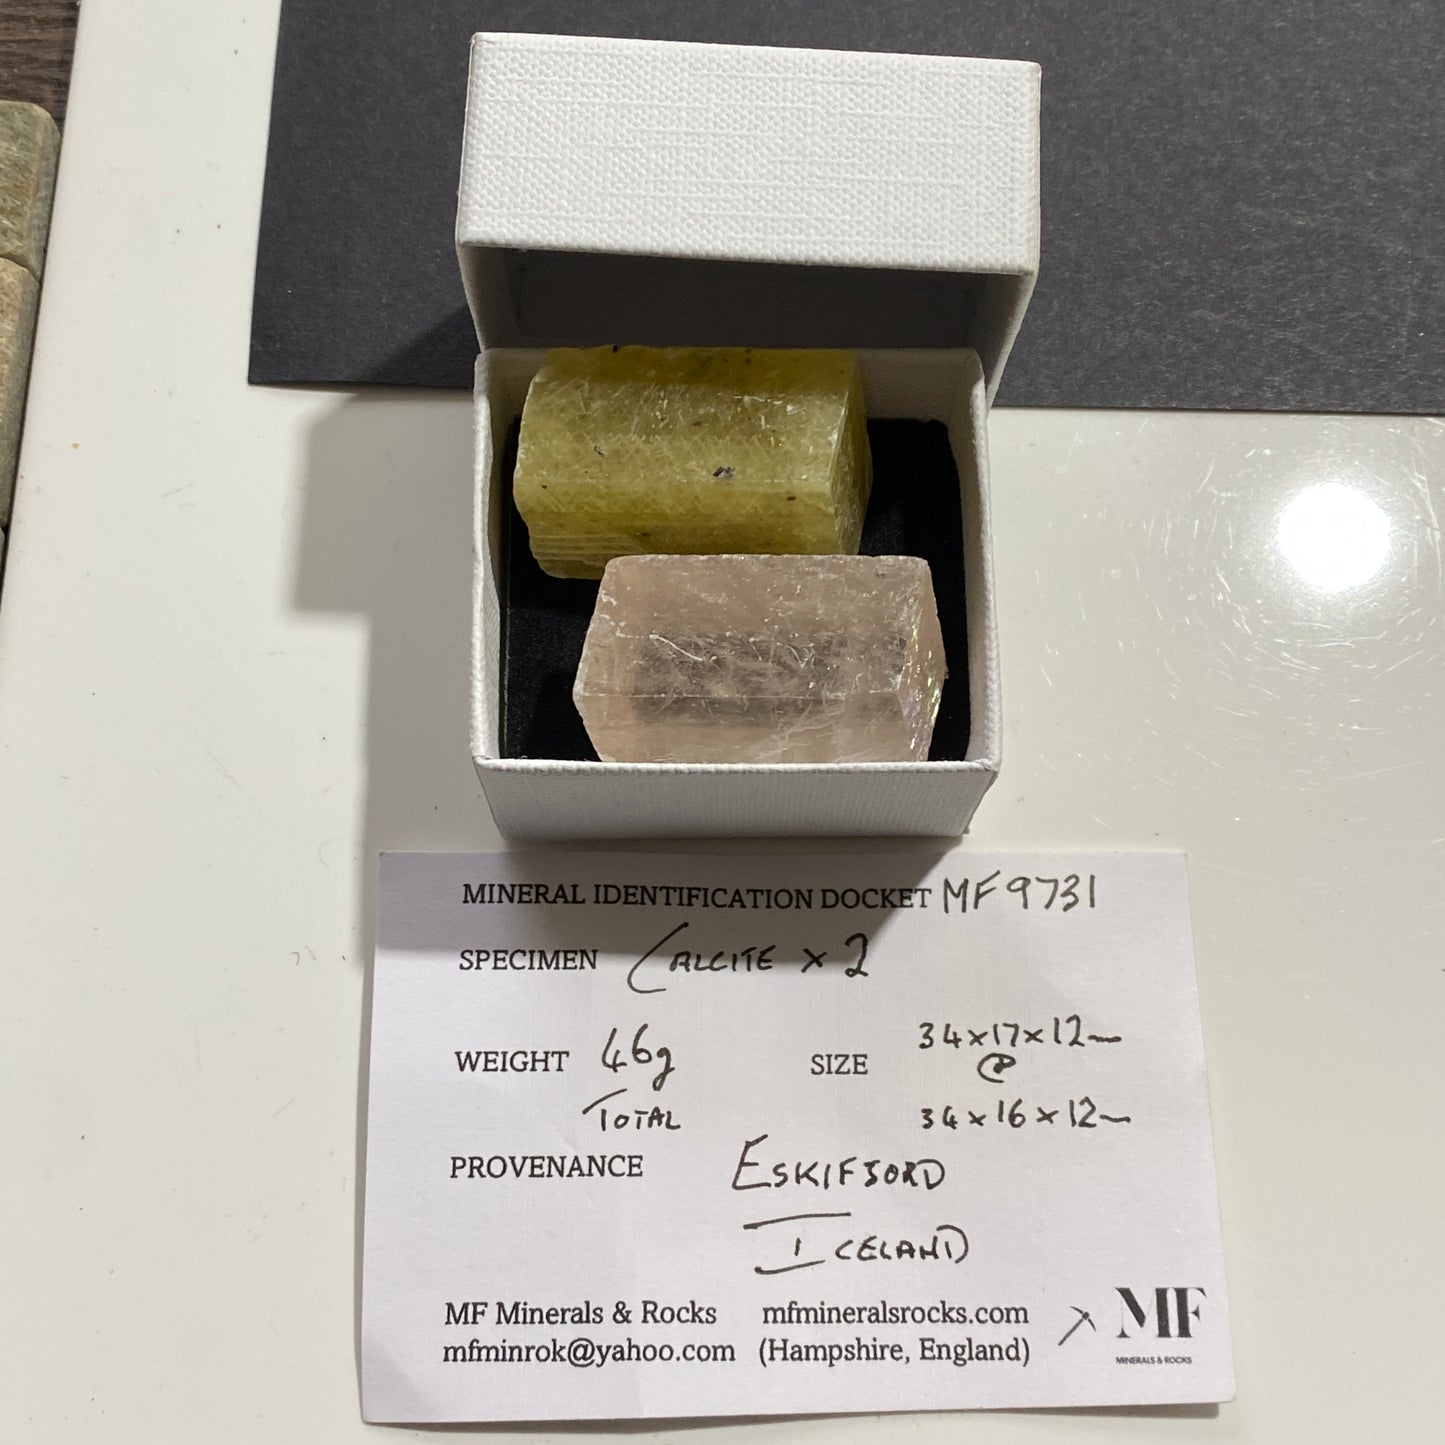 MINERAL IDENTIFICATION DOCKET MF9731
SPECIMEN CALCITE x 2
WEIGHT 46g
TOTAL
SIZE 34x17x12mm
@
34x16x12mm
PROVENANCE ESKIFJORD
ICELAND
MF Minerals & Rocks mfmineralsrocks.com
mfminrok@yahoo.com (Hampshire, England)
MF
MINERALS & ROCKS